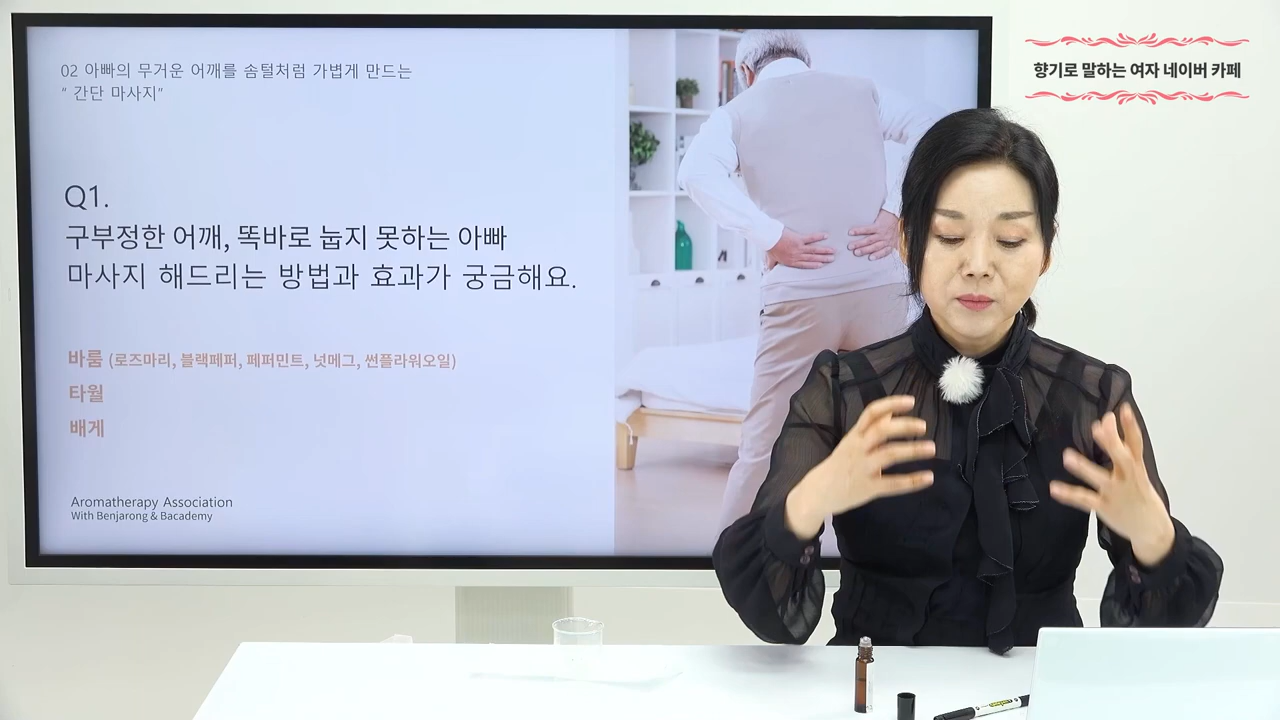 02 아빠의 무거운 어깨를 솜털처럼 가볍게 만드는
" 간단 마사지"
향기로 말하는 여자 네이버 카페
Q1.
구부정한 어깨, 똑바로 눕지 못하는 아빠
마사지 해드리는 방법과 효과가 궁금해요.
바룸 (로즈마리, 블랙페퍼, 페퍼민트, 넛메그, 썬플라워오일)
타월
배게
Aromatherapy Association
With Benjarong & Bacademy